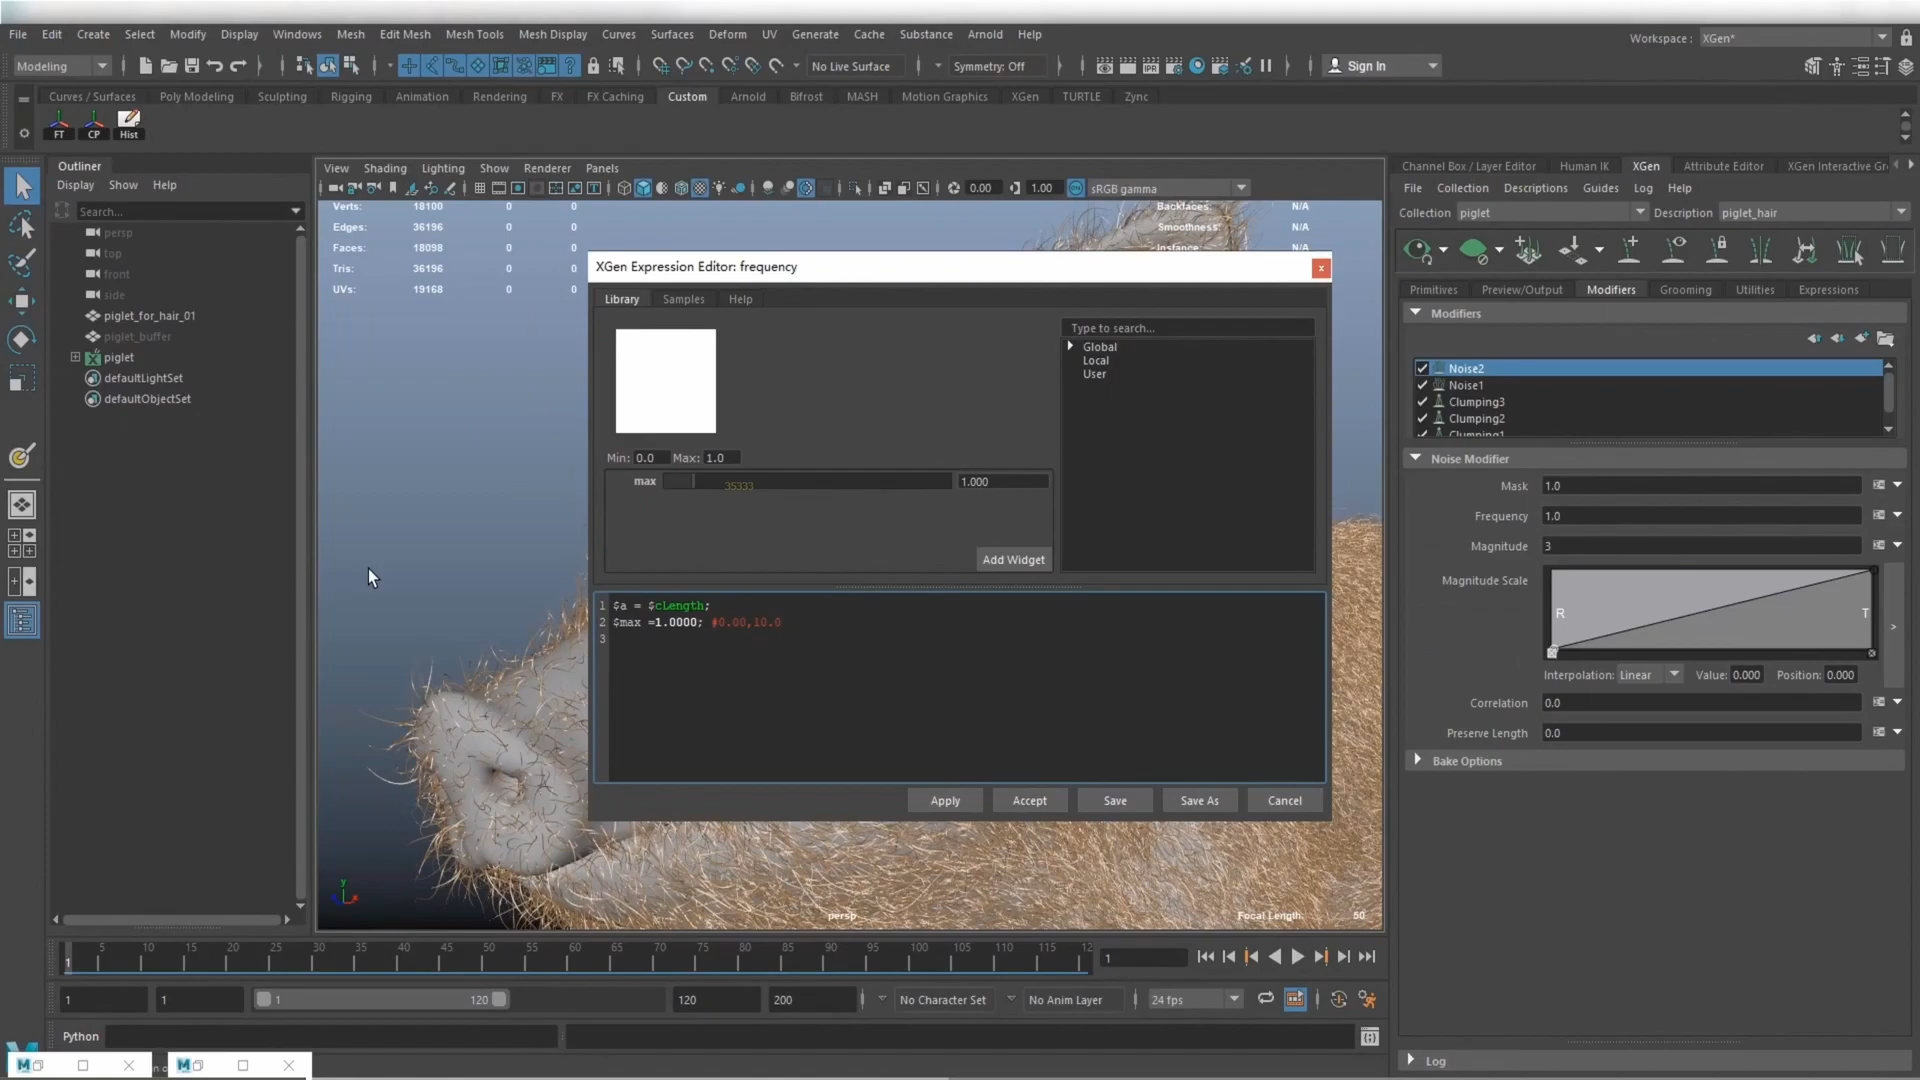 File Edit Create Select Modify Display Windows Mesh Edit Mesh Mesh Tools Mesh Display Curves Surfaces Deform UV Generate Cache Substance Arnold Help
Workspace : XGen*
Modeling No Live Surface Symmetry: Off Sign In
Curves / Surfaces Poly Modeling Sculpting Rigging Animation Rendering FX FX Caching Custom Arnold Bifrost MASH Motion Graphics XGen TURTLE Zync
FT CP Hist
Outliner
Display Show Help
Search...
persp
top
front
side
piglet_for_hair_01
piglet_buffer
piglet
defaultLightSet
defaultObjectSet
View Shading Lighting Show Renderer Panels
0.00 1.00 sRGB gamma
Verts: 18100 0 0
Edges: 36196 0 0
Faces: 18098 0 0
Tris: 36196 0 0
UVs: 19168 0 0
Backfaces: N/A
Smoothness: N/A
Instance: N/A
XGen Expression Editor: frequency
x
Library Samples Help
Type to search...
Global
Local
User
Min: 0.0 Max: 1.0
max 35333 1.000
Add Widget
1 $a = $cLength;
2 $max =1.0000; #0.00,10.0
3
Apply Accept Save Save As Cancel
persp
Focal Length: 50
Channel Box / Layer Editor Human IK XGen Attribute Editor XGen Interactive Gr
File Collection Descriptions Guides Log Help
Collection piglet Description piglet_hair
Primitives Preview/Output Modifiers Grooming Utilities Expressions
Modifiers
Noise2
Noise1
Clumping3
Clumping2
Clumping1
Noise Modifier
Mask 1.0
Frequency 1.0
Magnitude 3
Magnitude Scale
R T
>
Interpolation: Linear Value: 0.000 Position: 0.000
Correlation 0.0
Preserve Length 0.0
Bake Options
Log
1 5 10 15 20 25 30 35 40 45 50 55 60 65 70 75 80 85 90 95 100 105 110 115 12
1
1 1 1 120 120 200 No Character Set No Anim Layer 24 fps
Python